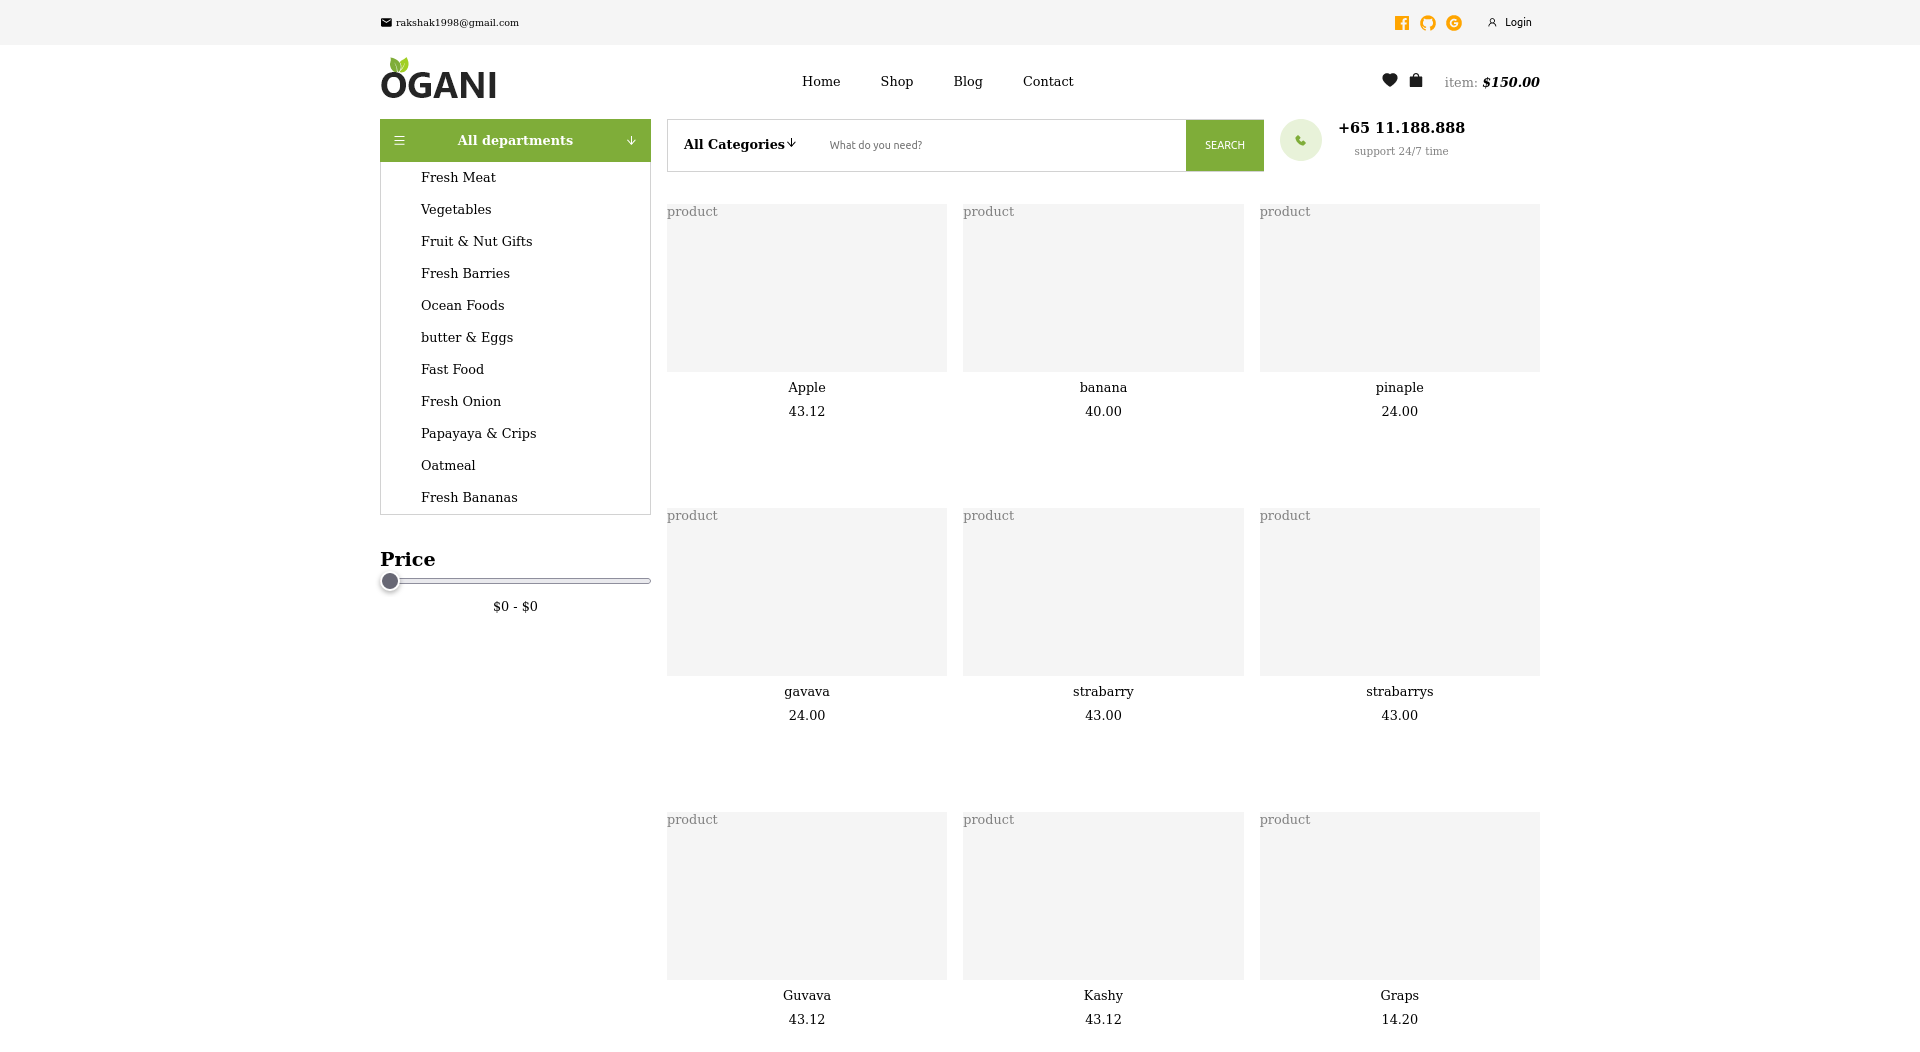 rakshak1998@gmail.com
Login
OGANI
Home Shop Blog Contact
item: $150.00
All departments
All Categories
What do you need?
SEARCH
+65 11.188.888
support 24/7 time
Fresh Meat
Vegetables
Fruit & Nut Gifts
Fresh Barries
Ocean Foods
butter & Eggs
Fast Food
Fresh Onion
Papayaya & Crips
Oatmeal
Fresh Bananas
Price
$0 - $0
product product product
Apple banana pinaple
43.12 40.00 24.00
product product product
gavava strabarry strabarrys
24.00 43.00 43.00
product product product
Guvava Kashy Graps
43.12 43.12 14.20